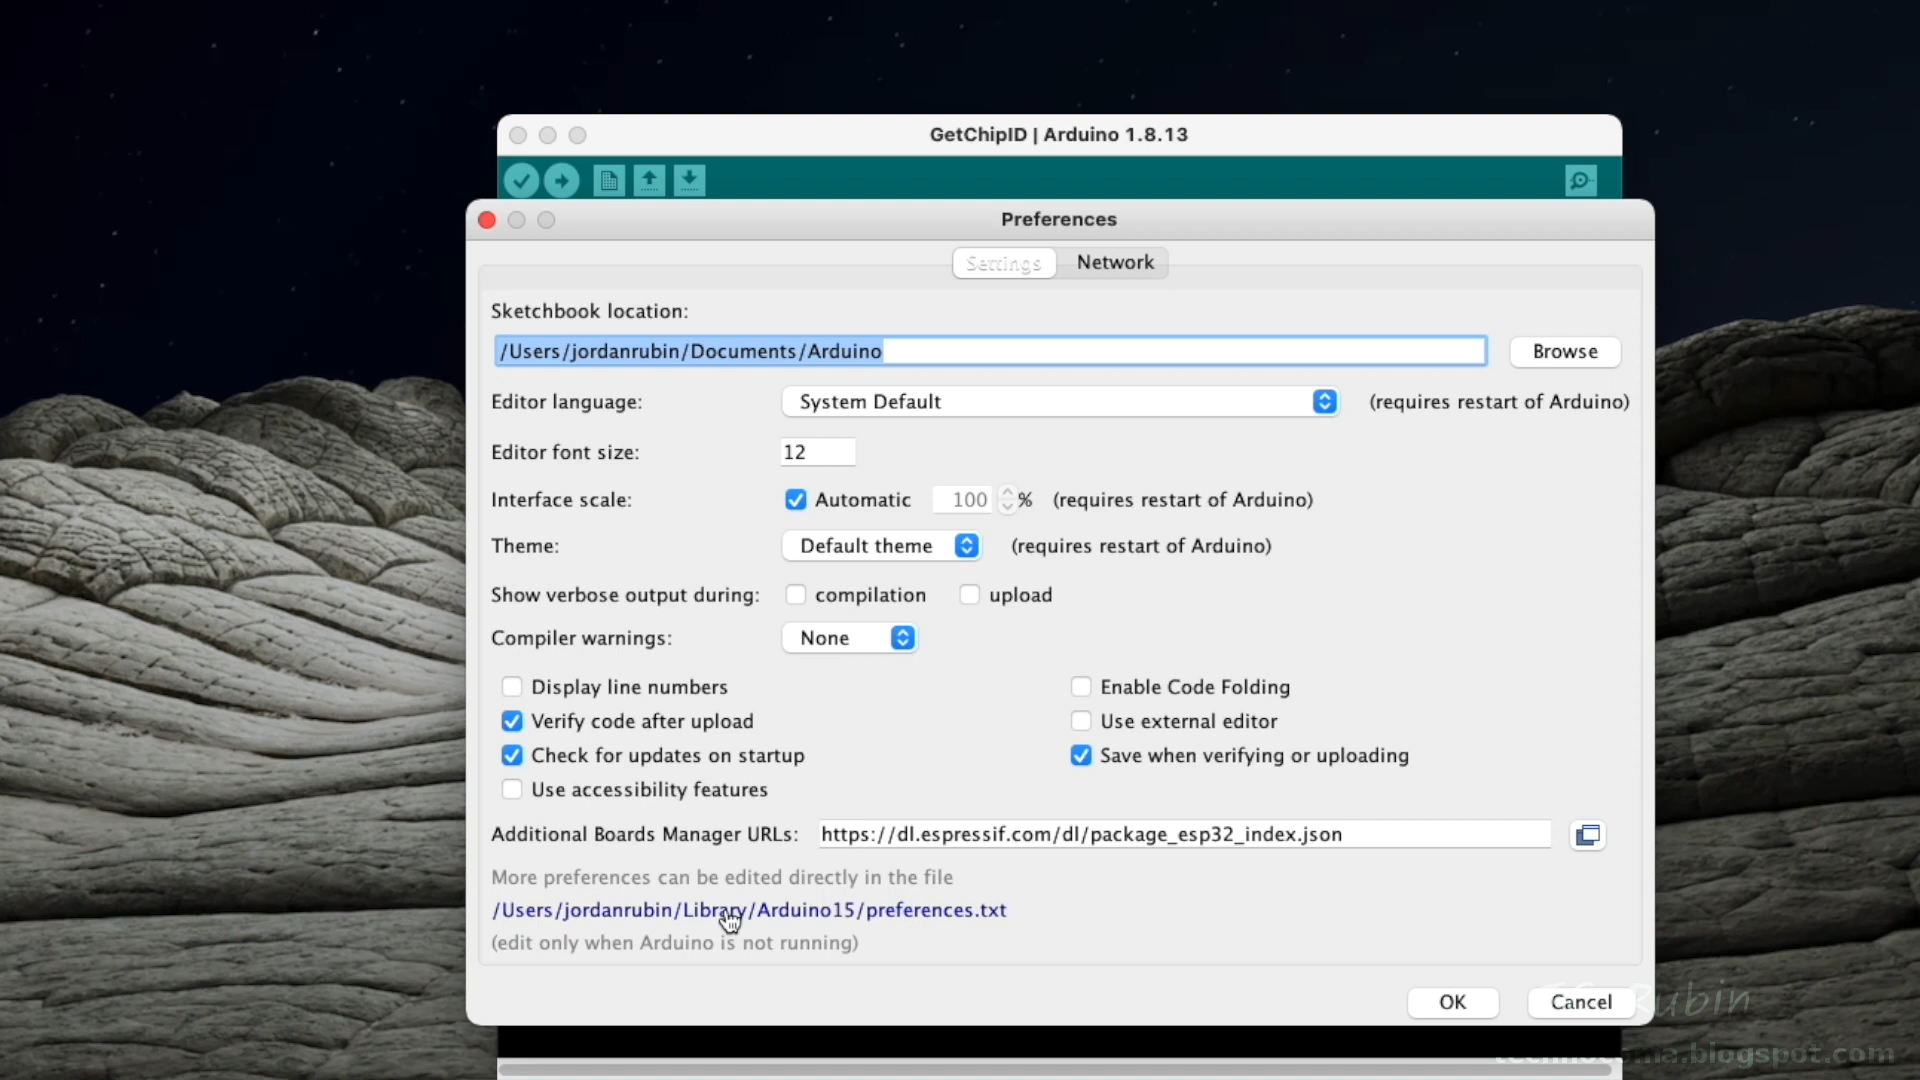 GetChipID | Arduino 1.8.13
Preferences
Settings Network
Sketchbook location:
/Users/jordanrubin/Documents/Arduino Browse
Editor language: System Default (requires restart of Arduino)
Editor font size: 12
Interface scale: Automatic 100 % (requires restart of Arduino)
Theme: Default theme (requires restart of Arduino)
Show verbose output during: compilation upload
Compiler warnings: None
Display line numbers Enable Code Folding
Verify code after upload Use external editor
Check for updates on startup Save when verifying or uploading
Use accessibility features
Additional Boards Manager URLs: https://dl.espressif.com/dl/package_esp32_index.json
More preferences can be edited directly in the file
/Users/jordanrubin/Library/Arduino15/preferences.txt
(edit only when Arduino is not running)
OK Cancel Rubin